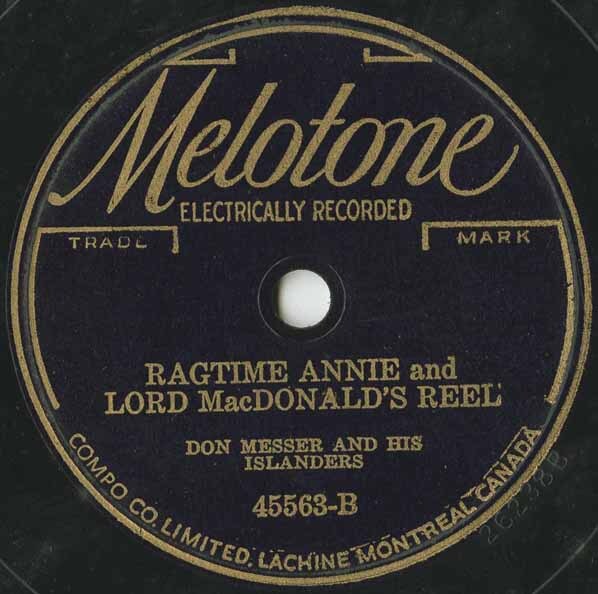 Melotone
ELECTRICALLY RECORDED
TRADE MARK
RAGTIME ANNIE and
LORD MacDONALD'S REEL
DON MESSER AND HIS
ISLANDERS
45563-B
COMPO CO. LIMITED. LACHINE MONTREAL CANADA